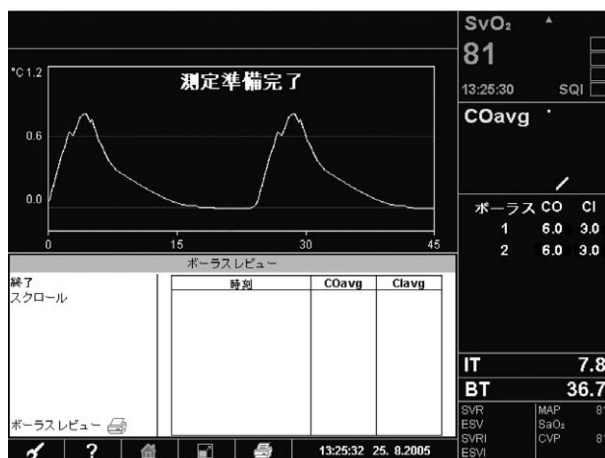 °C 1.2
測定準備完了
0.6
0.0
0 15 30 45
ボーラスレビュー
終了
スクロール
時刻 COavg CIavg
ボーラスレビュー
?
13:25:32 25. 8.2005
SvO₂
81
13:25:30 SQI
COavg
ボーラス CO CI
1 6.0 3.0
2 6.0 3.0
IT 7.8
BT 36.7
SVR MAP 81
ESV SaO₂
SVRI CVP 81
ESVI